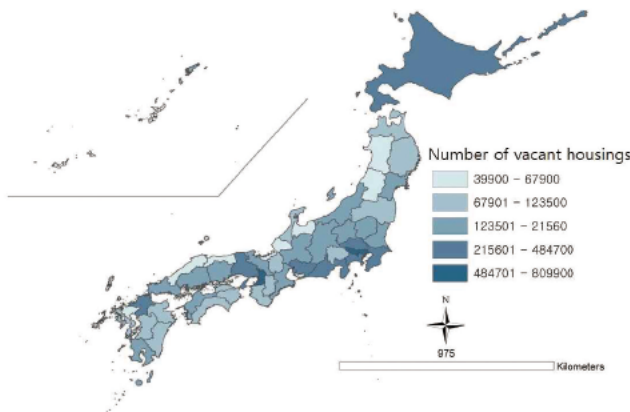 Number of vacant housings
39900 - 67900
67901 - 123500
123501 - 21560
215601 - 484700
484701 - 809900
N
975
Kilometers